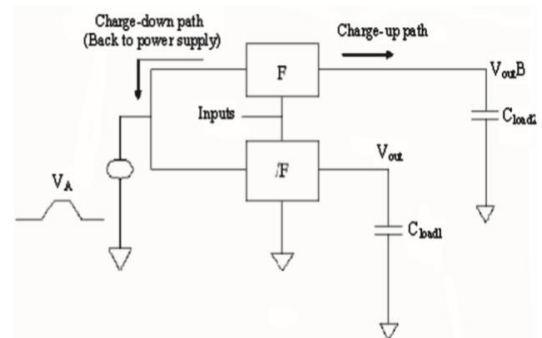 Charge-down path
(Back to power supply)
Charge-up path
F
VoutB
Inputs
Cload2
/F
Vout
VA
Cload1